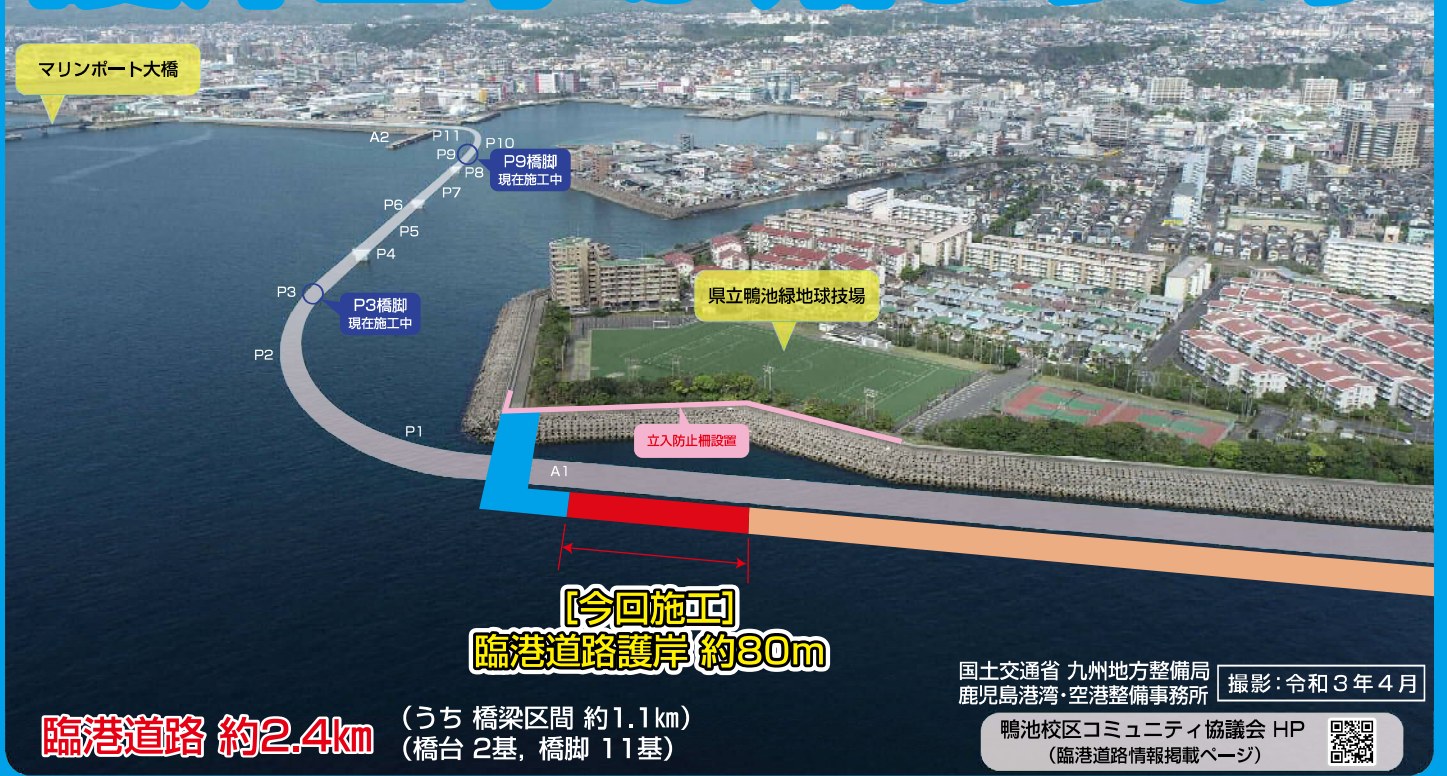 マリンポート大橋
A2
P11
P10
P9
P9橋脚
現在施工中
P8
P7
P6
P5
P4
P3
P3橋脚
現在施工中
県立鴨池緑地球技場
P2
P1
立入防止柵設置
A1
[今回施工]
臨港道路護岸 約80m
国土交通省 九州地方整備局
鹿児島港湾・空港整備事務所
撮影:令和3年4月
臨港道路 約2.4km
(うち 橋梁区間 約1.1km)
(橋台 2基, 橋脚 11基)
鴨池校区コミュニティ協議会 HP
(臨港道路情報掲載ページ)